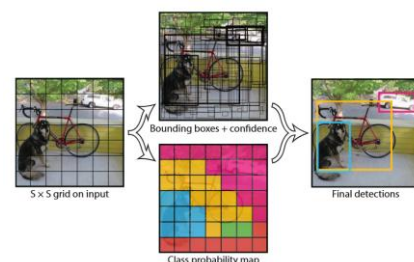 Bounding boxes + confidence
S × S grid on input
Final detections
Class probability map